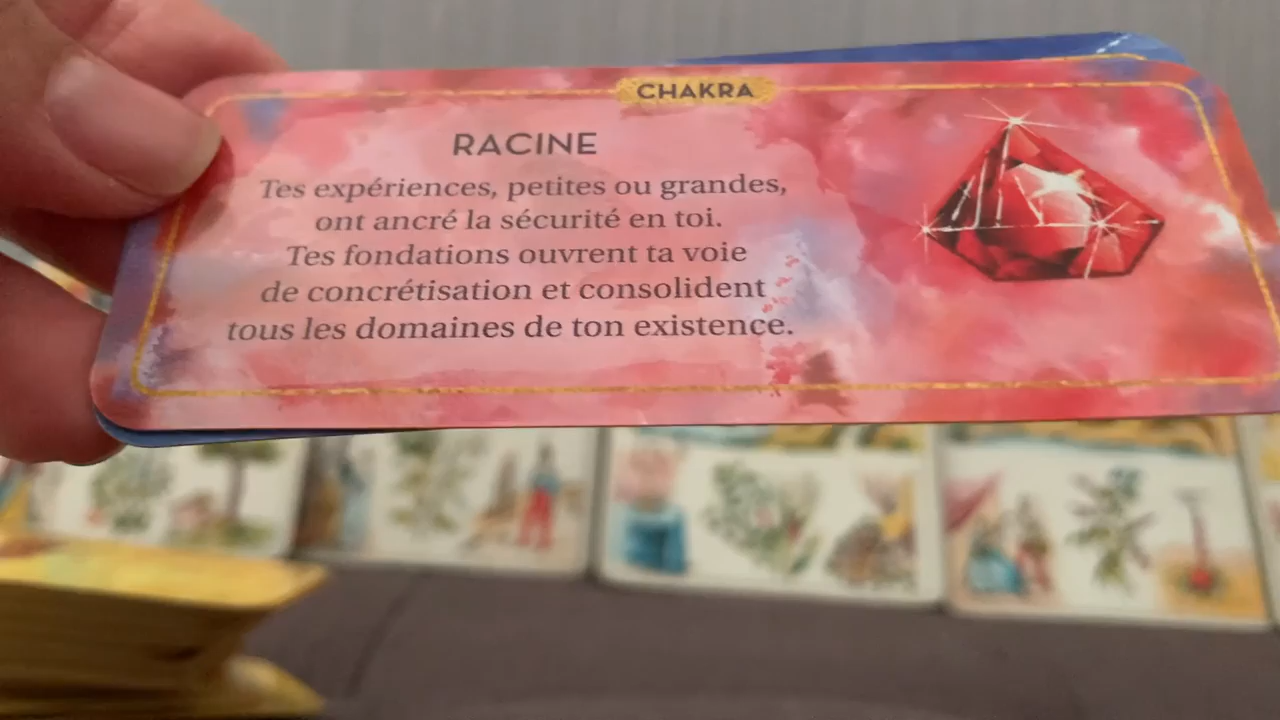 CHAKRA
RACINE
Tes expériences, petites ou grandes,
ont ancré la sécurité en toi.
Tes fondations ouvrent ta voie
de concrétisation et consolident
tous les domaines de ton existence.